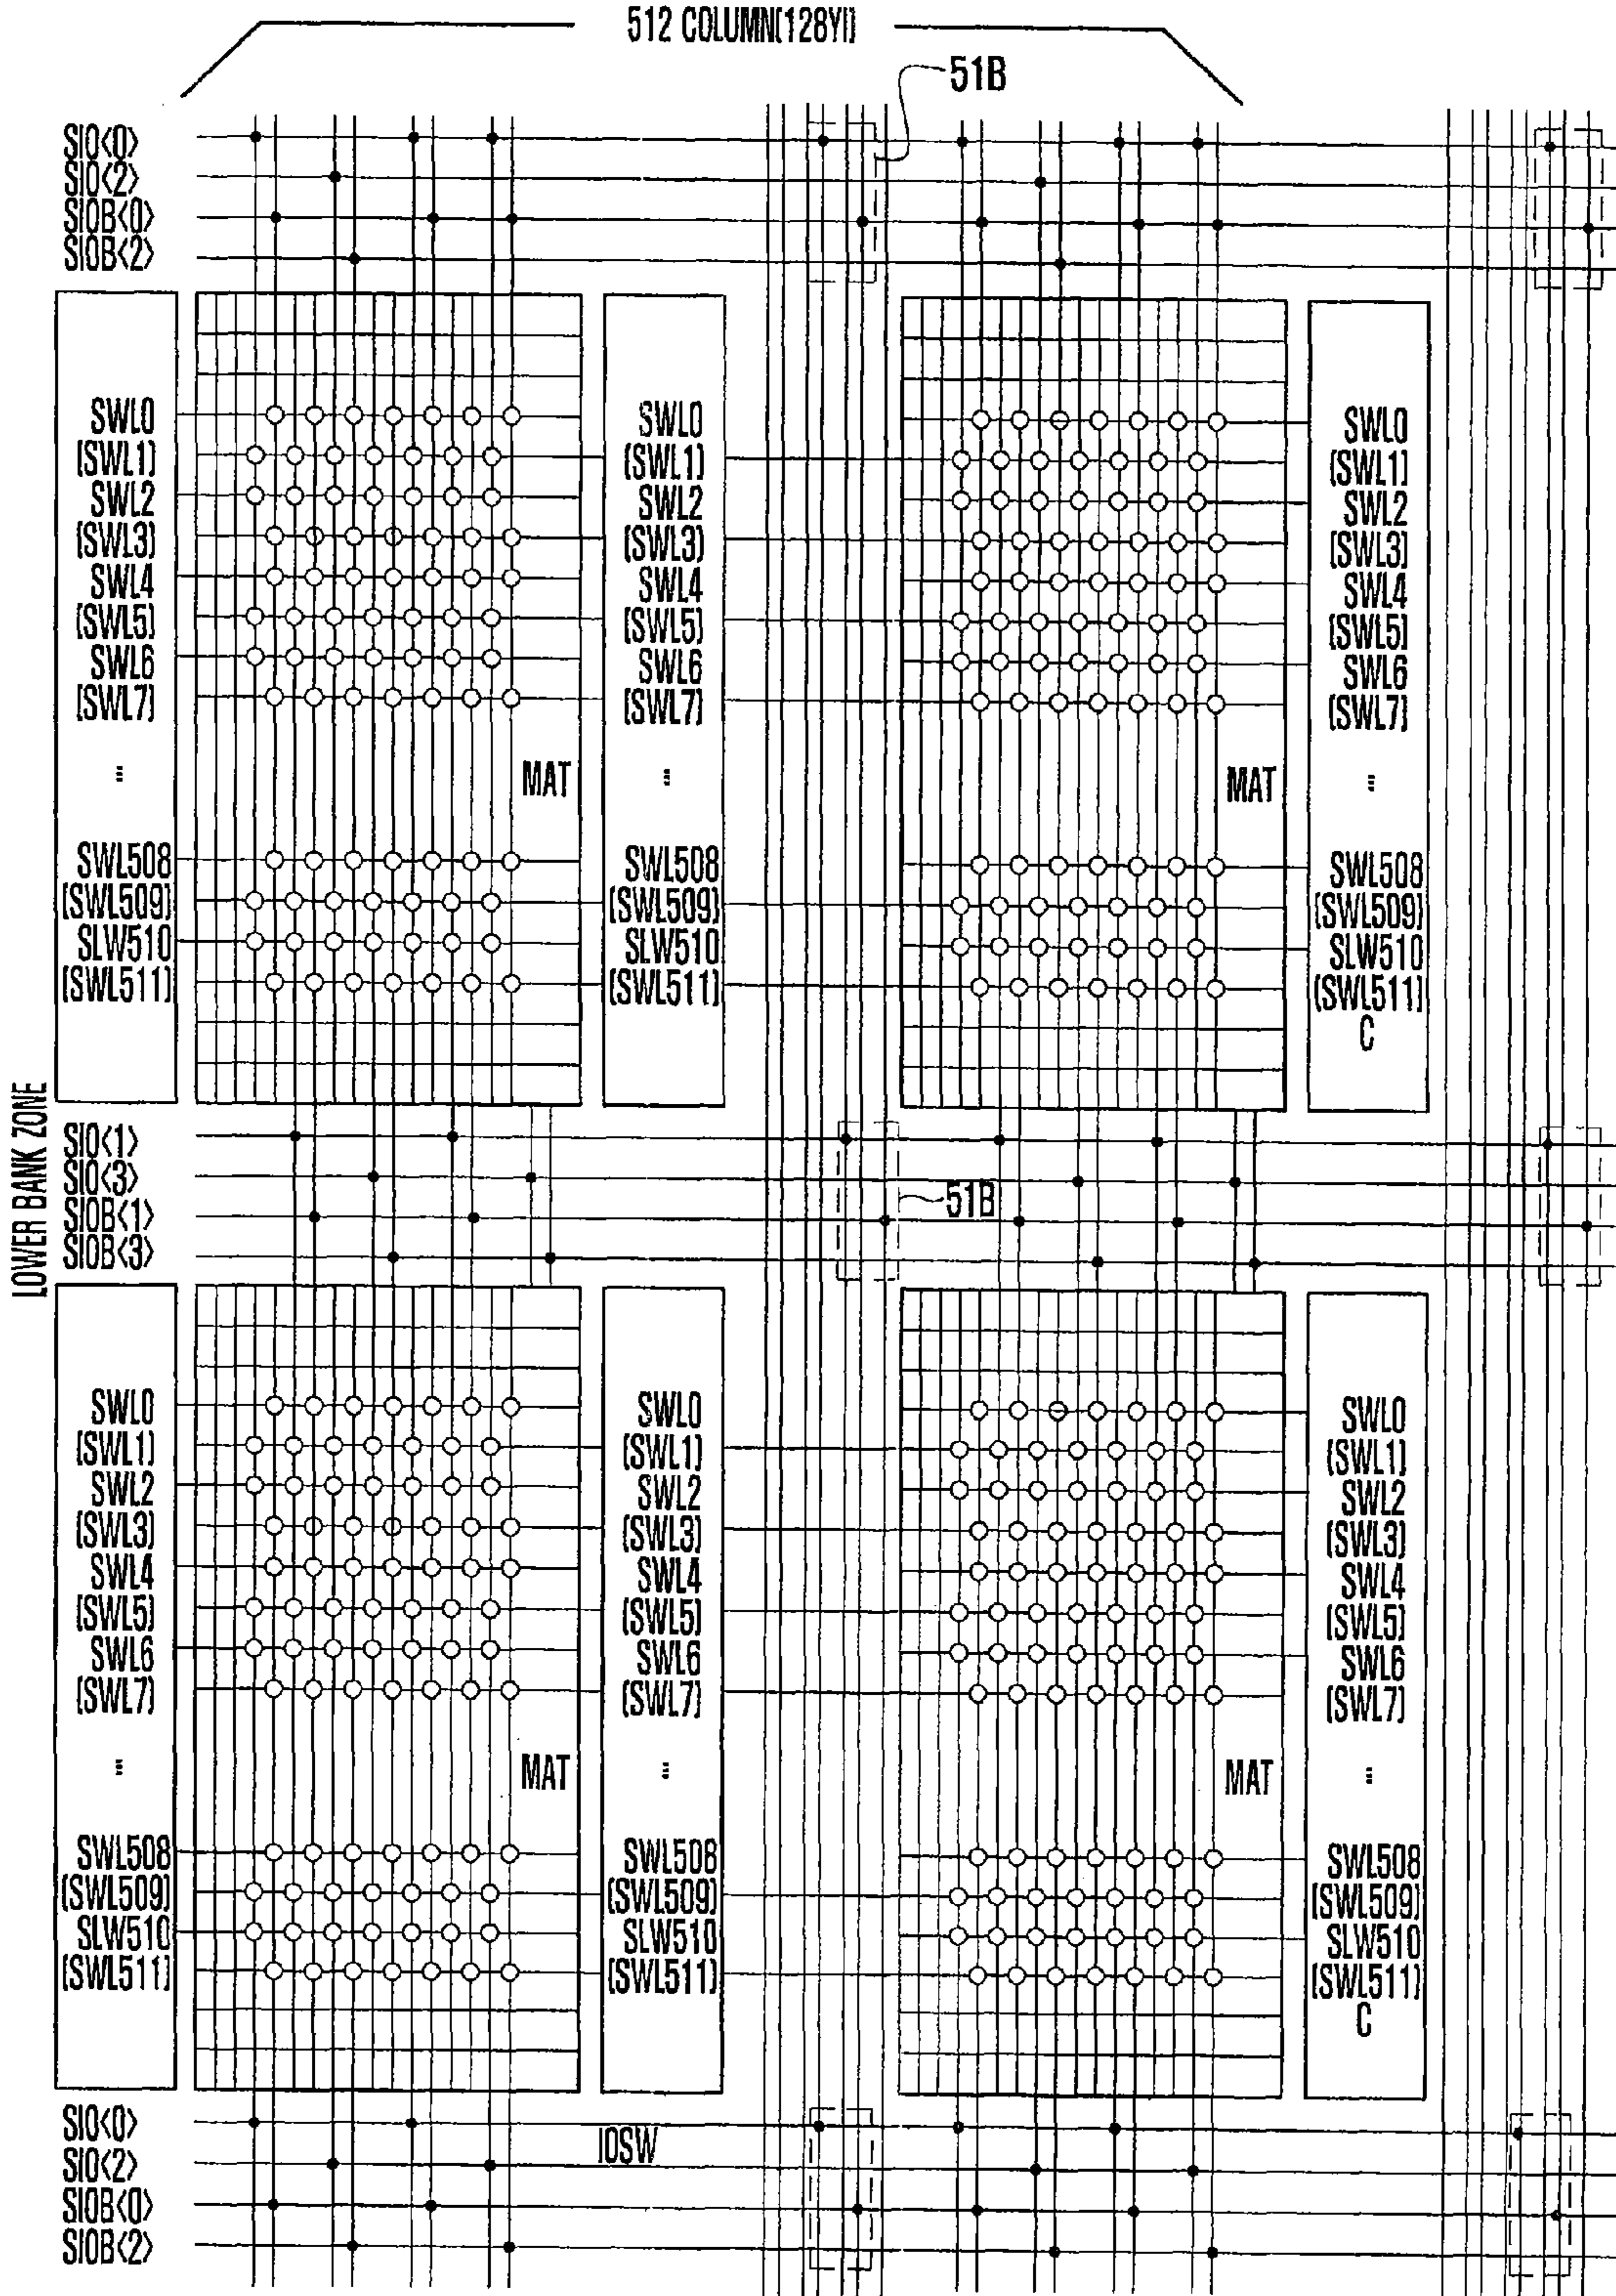 512 COLUMN(128YI)
51B
SIO<0>
SIO<2>
SIOB<0>
SIOB<2>
SWL0
(SWL1)
SWL2
(SWL3)
SWL4
(SWL5)
SWL6
(SWL7)
...
SWL508
(SWL509)
SLW510
(SWL511)
MAT
SWL0
(SWL1)
SWL2
(SWL3)
SWL4
(SWL5)
SWL6
(SWL7)
...
SWL508
(SWL509)
SLW510
(SWL511)
MAT
SWL0
(SWL1)
SWL2
(SWL3)
SWL4
(SWL5)
SWL6
(SWL7)
...
SWL508
(SWL509)
SLW510
(SWL511)
C
LOWER BANK ZONE
SIO<1>
SIO<3>
SIOB<1>
SIOB<3>
51B
SWL0
(SWL1)
SWL2
(SWL3)
SWL4
(SWL5)
SWL6
(SWL7)
...
SWL508
(SWL509)
SLW510
(SWL511)
MAT
SWL0
(SWL1)
SWL2
(SWL3)
SWL4
(SWL5)
SWL6
(SWL7)
...
SWL508
(SWL509)
SLW510
(SWL511)
MAT
SWL0
(SWL1)
SWL2
(SWL3)
SWL4
(SWL5)
SWL6
(SWL7)
...
SWL508
(SWL509)
SLW510
(SWL511)
C
SIO<0>
SIO<2>
SIOB<0>
SIOB<2>
IOSW